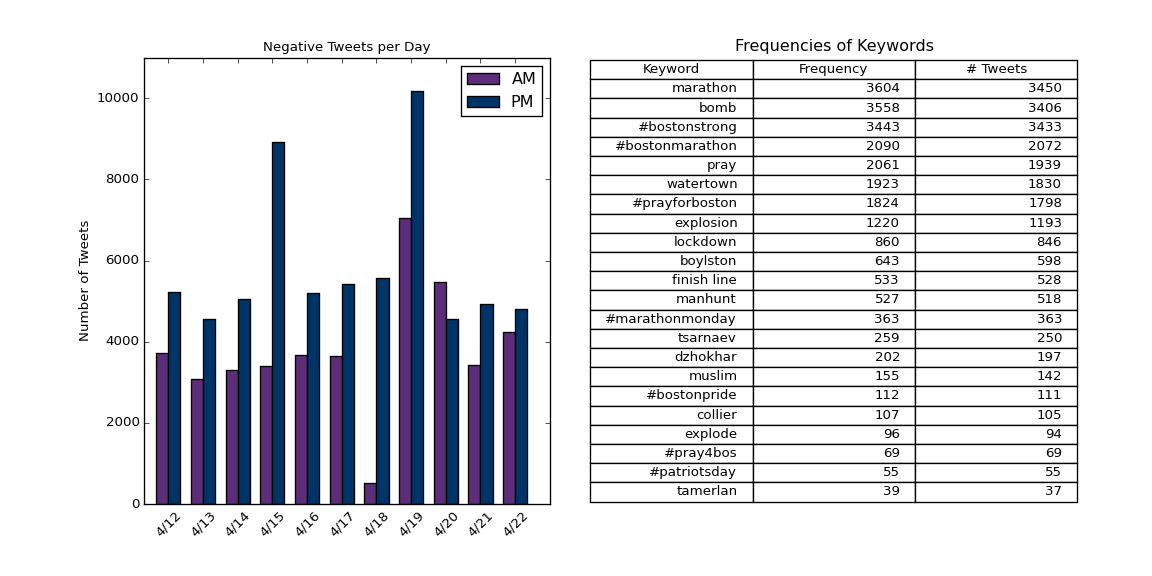 Negative Tweets per Day
AM
PM
Number of Tweets
10000
8000
6000
4000
2000
0
4/12 4/13 4/14 4/15 4/16 4/17 4/18 4/19 4/20 4/21 4/22
Frequencies of Keywords
Keyword Frequency # Tweets
marathon 3604 3450
bomb 3558 3406
#bostonstrong 3443 3433
#bostonmarathon 2090 2072
pray 2061 1939
watertown 1923 1830
#prayforboston 1824 1798
explosion 1220 1193
lockdown 860 846
boylston 643 598
finish line 533 528
manhunt 527 518
#marathonmonday 363 363
tsarnaev 259 250
dzhokhar 202 197
muslim 155 142
#bostonpride 112 111
collier 107 105
explode 96 94
#pray4bos 69 69
#patriotsday 55 55
tamerlan 39 37